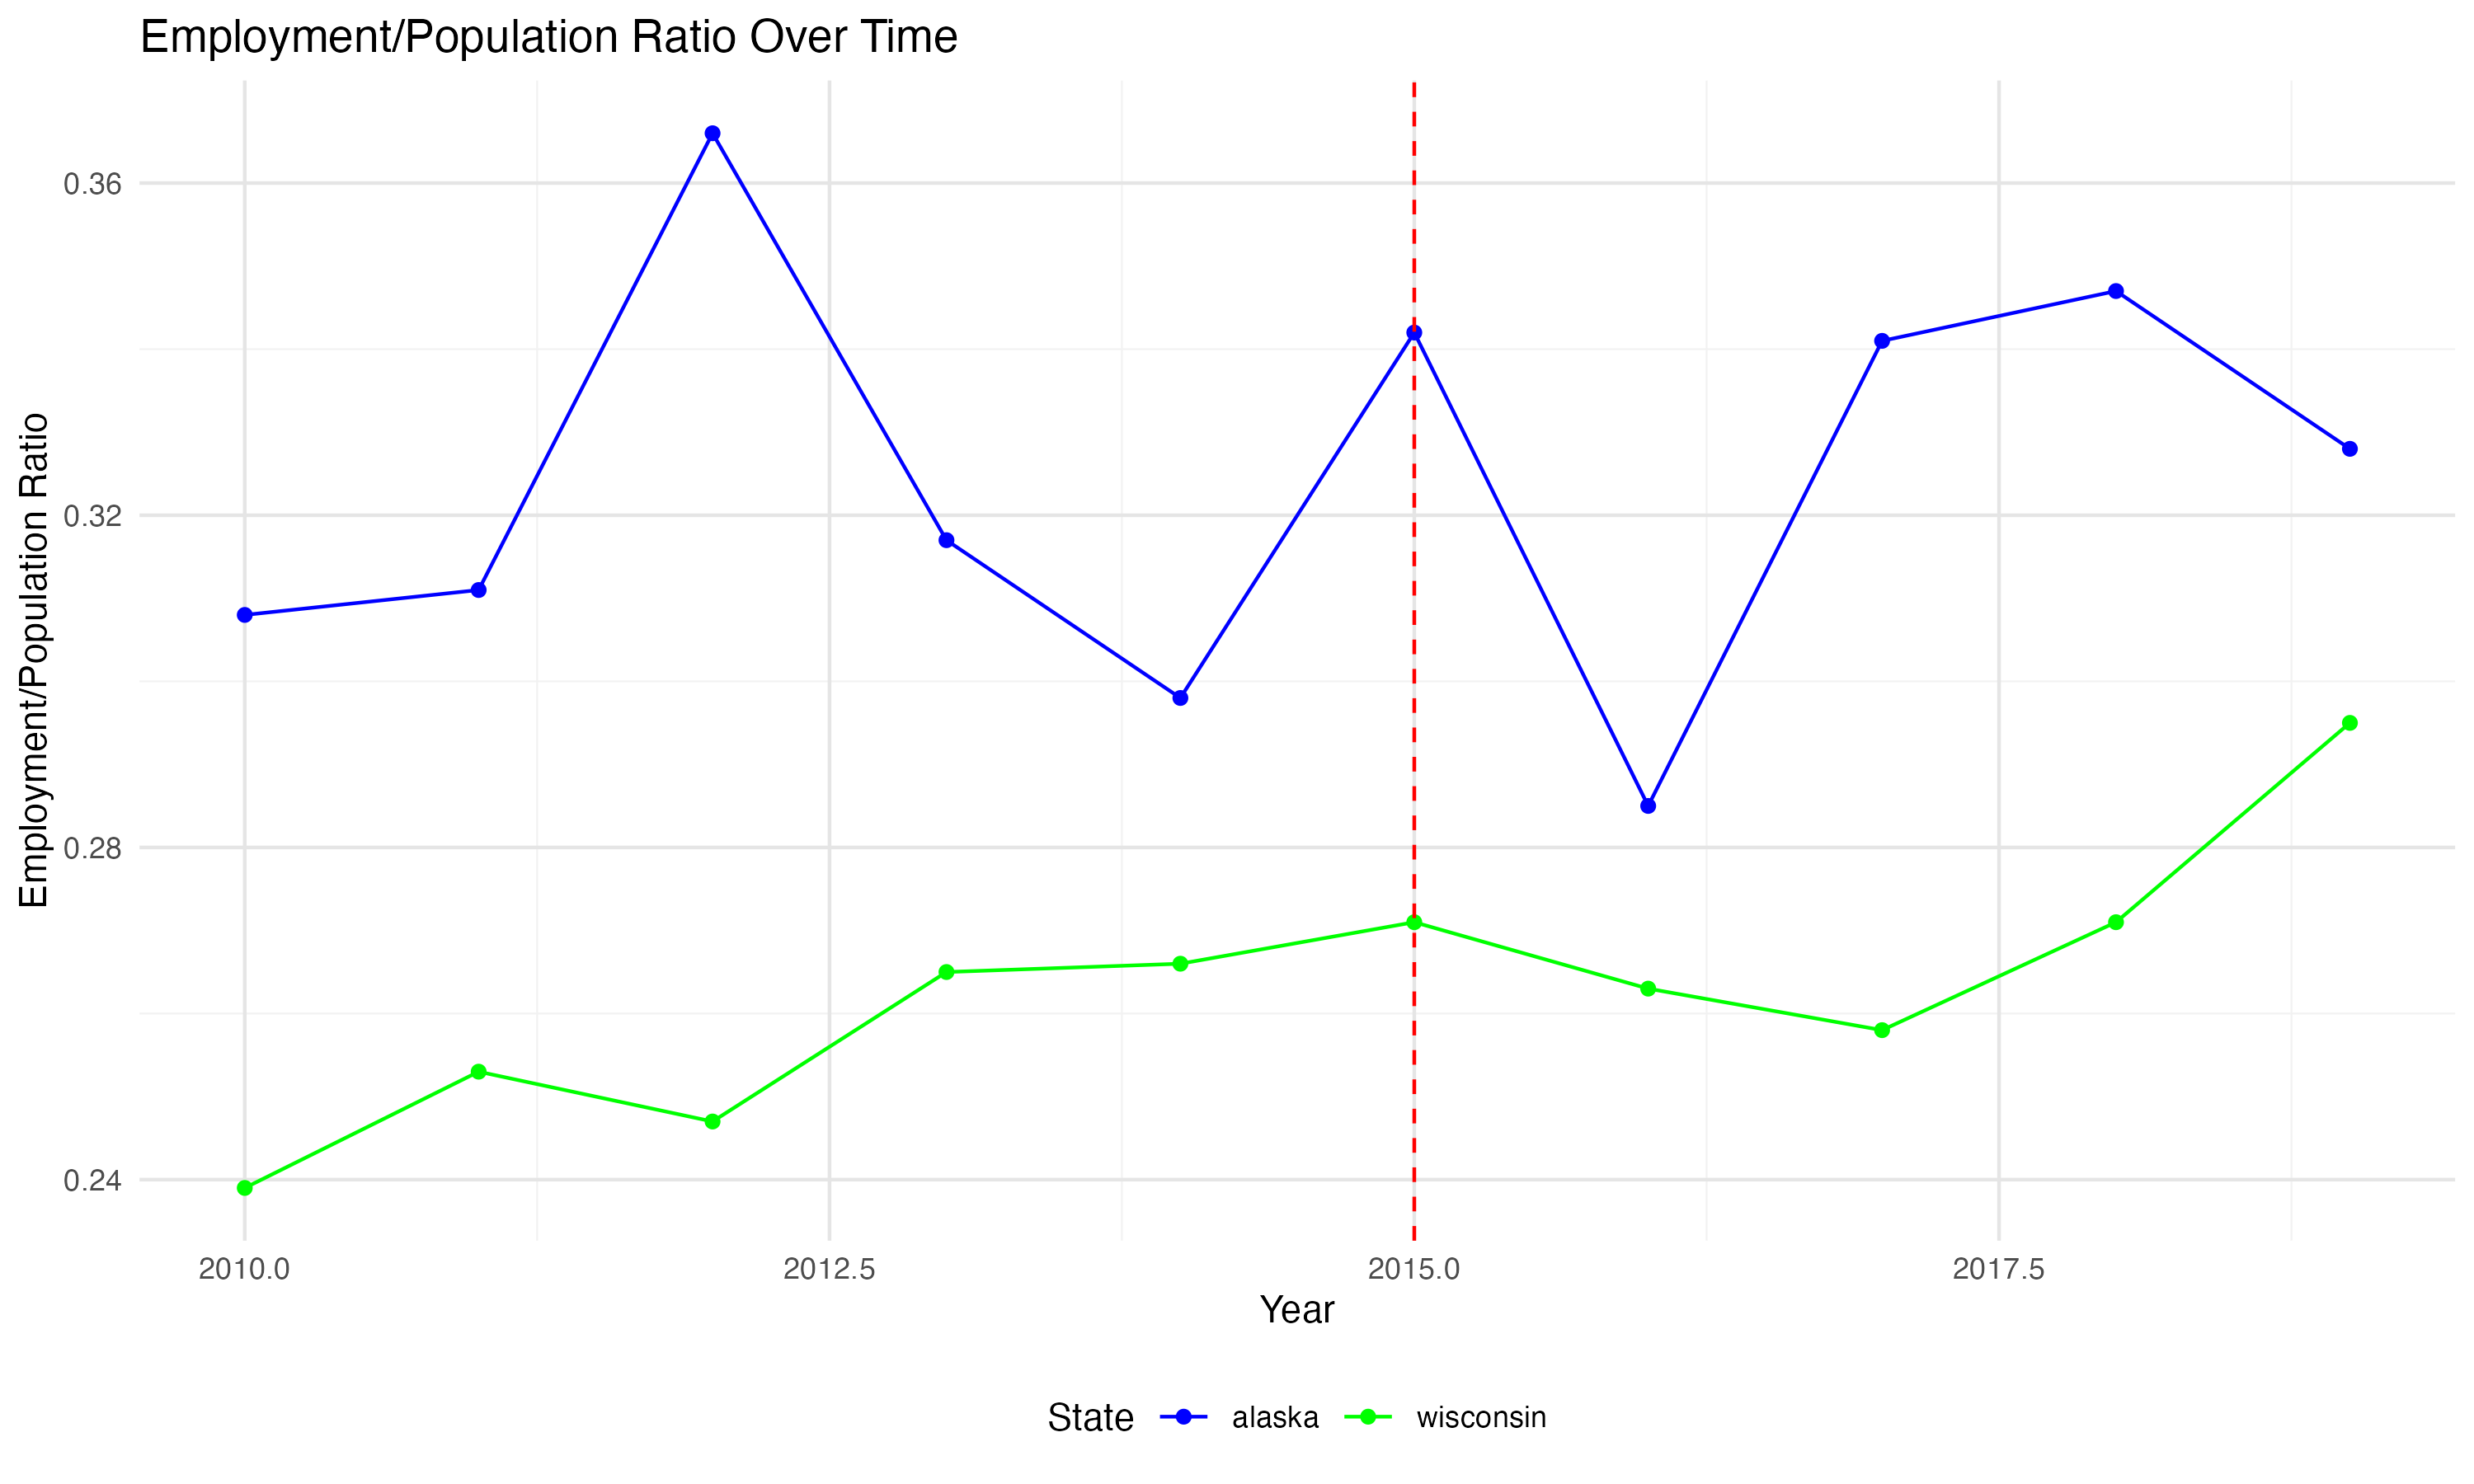 Employment/Population Ratio Over Time
Employment/Population Ratio
0.36
0.32
0.28
0.24
2010.0 2012.5 2015.0 2017.5
Year
State alaska wisconsin